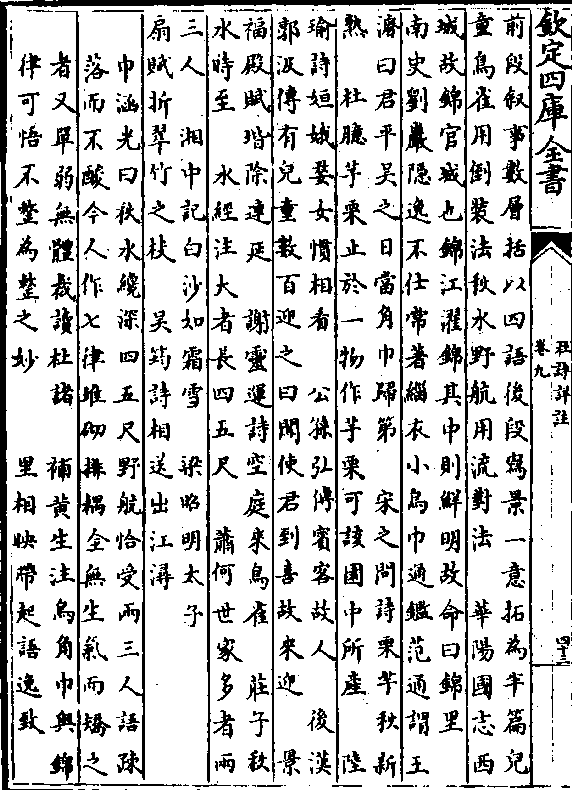 欽定四庫全書
杜詩詳註
卷九
四十三
前段叙事數層括以四語後段寫景一意拓為半篇兒
童鳥雀用倒裝法秋水野航用流對法　華陽國志西
城故錦官城也錦江濯錦其中則鮮明故命曰錦里
南史劉巖隱逸不仕常著緇衣小烏巾通鑑范通謂王
濬曰君平吴之日當角巾歸第　宋之問詩栗芋秋新
熟　杜臆芋栗止於一物作芋栗可該園中所産　陸
瑜詩姮娥婺女慣相看　公孫弘傳賓客故人　後漢
郭汲傳有兒童數百迎之曰聞使君到喜故來迎　景
福殿賦堦除連延　謝靈運詩空庭來鳥雀　莊子秋
水時至　水經注大者長四五尺　蕭何世家多者兩
三人　湘中記白沙如霜雪　梁昭明太子
扇賦折翠竹之枝　吴筠詩相送出江潯
巾涵光曰秋水纔深四五尺野航恰受兩三人語疎
落而不酸今人作七律堆砌排耦全無生氣而矯之
者又單弱無體裁讀杜諸
律可悟不整為整之妙
補黄生注烏角巾與錦
里相映帶起語逸致